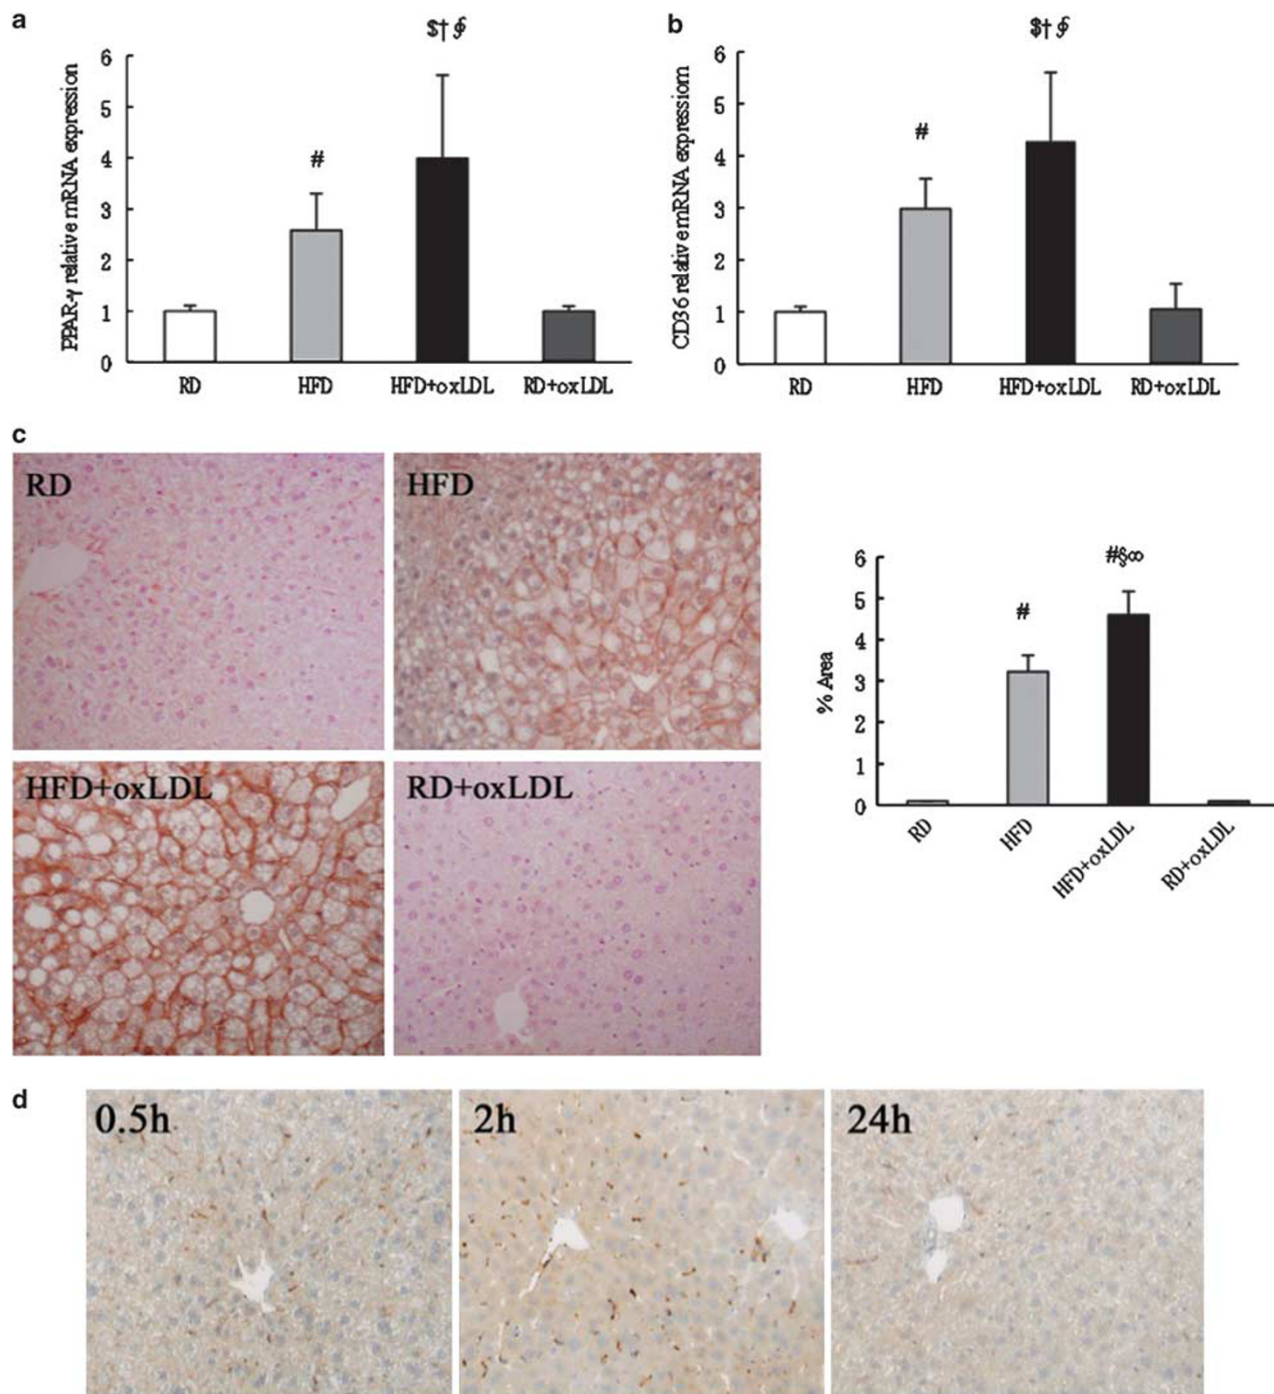 a
$†∮
6
5
4
3
2
1
0
PPAR-γ relative mRNA expression
#
RD HFD HFD+oxLDL RD+oxLDL
b
$†∮
6
5
4
3
2
1
0
CD36 relative mRNA expressiom
#
RD HFD HFD+oxLDL RD+oxLDL
c
RD
HFD
HFD+oxLDL
RD+oxLDL
6
5
4
3
2
1
0
% Area
#
#§∞
RD
HFD
HFD+oxLDL
RD+oxLDL
d
0.5h
2h
24h